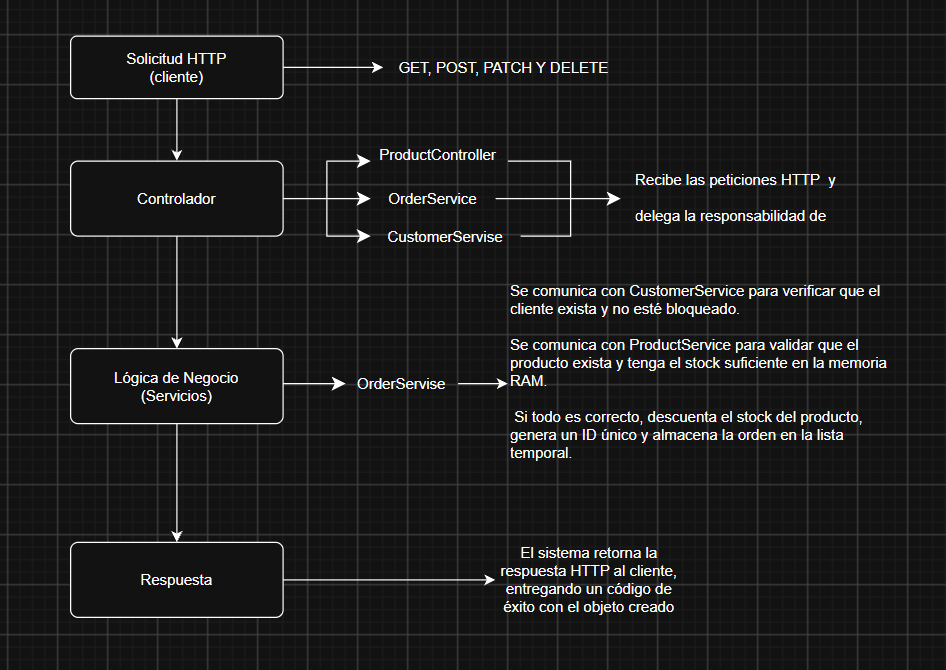 Solicitud HTTP
(cliente)
GET, POST, PATCH Y DELETE
Controlador
ProductController
OrderService
CustomerServise
Recibe las peticiones HTTP y
delega la responsabilidad de
Lógica de Negocio
(Servicios)
OrderServise
Se comunica con CustomerService para verificar que el
cliente exista y no esté bloqueado.
Se comunica con ProductService para validar que el
producto exista y tenga el stock suficiente en la memoria
RAM.
Si todo es correcto, descuenta el stock del producto,
genera un ID único y almacena la orden en la lista
temporal.
Respuesta
El sistema retorna la
respuesta HTTP al cliente,
entregando un código de
éxito con el objeto creado